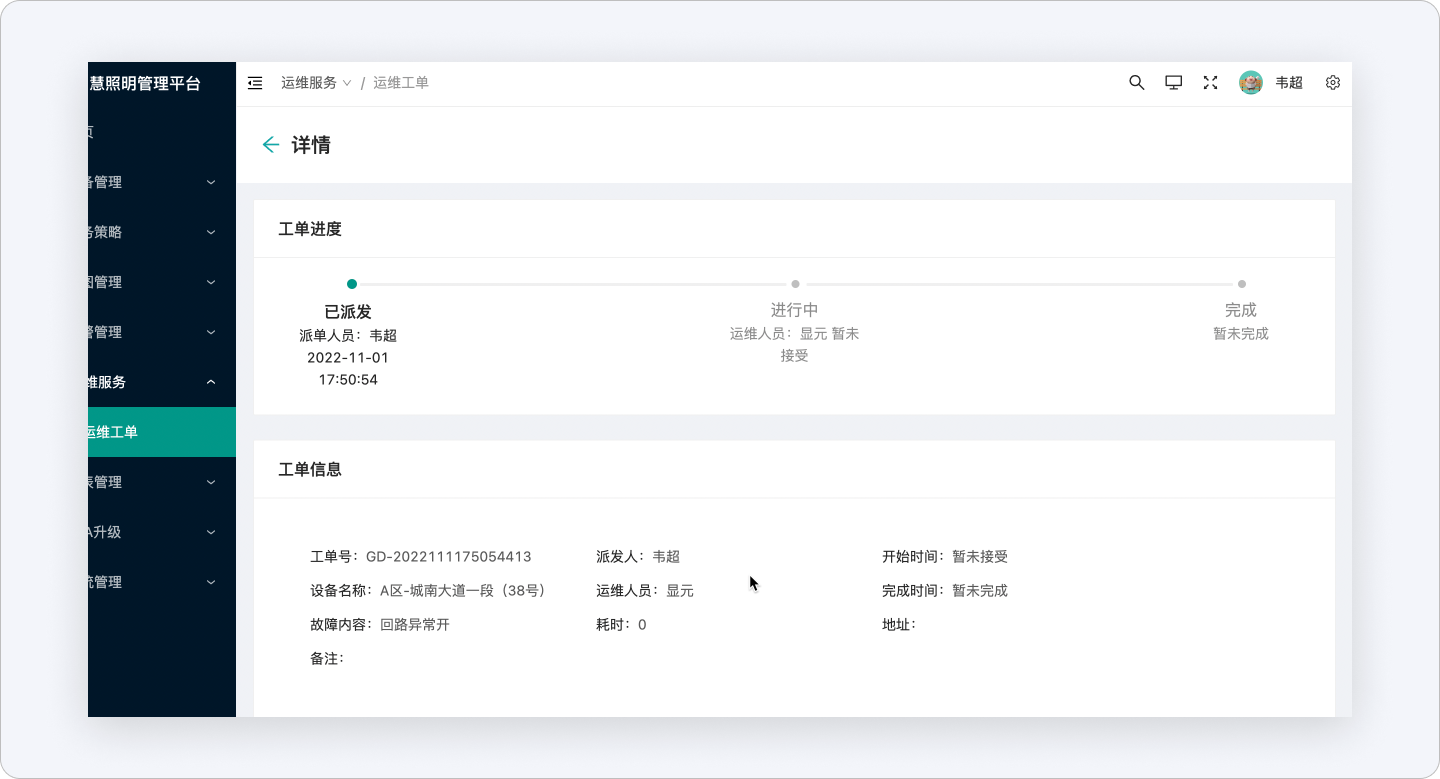 慧照明管理平台
运维服务 / 运维工单
韦超
页
详情
备管理
务策略
图管理
警管理
维服务
运维工单
表管理
A升级
统管理
工单进度
已派发
派单人员：韦超
2022-11-01
17:50:54
进行中
运维人员：显元 暂未
接受
完成
暂未完成
工单信息
工单号：GD-2022111175054413
派发人：韦超
开始时间：暂未接受
设备名称：A区-城南大道一段（38号）
运维人员：显元
完成时间：暂未完成
故障内容：回路异常开
耗时：0
地址：
备注：